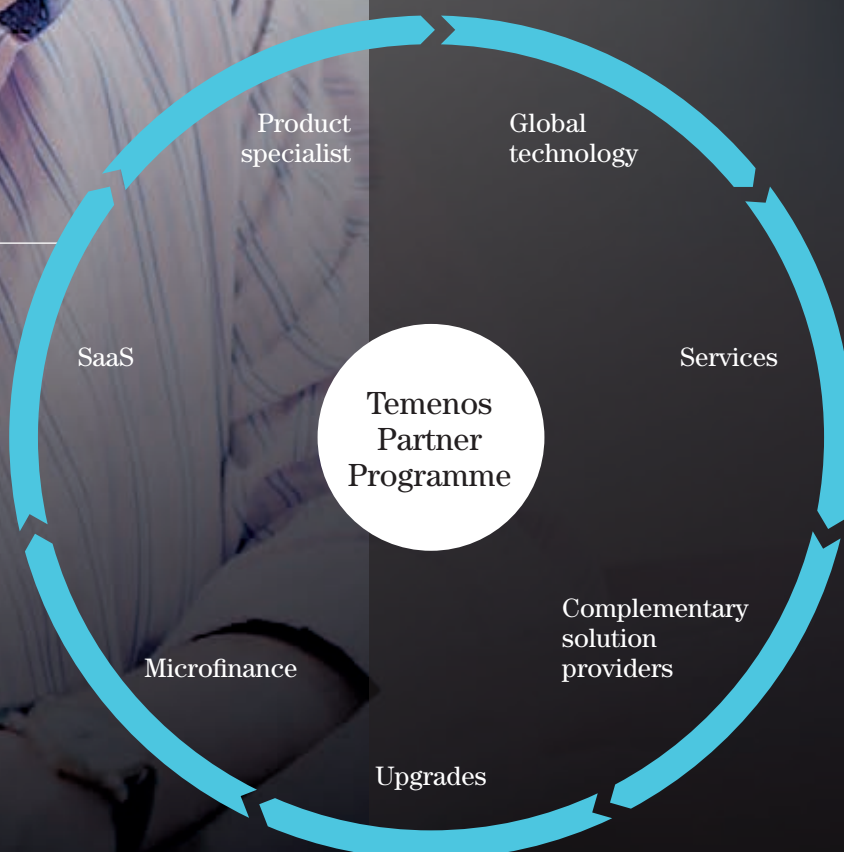 Product
specialist
Global
technology
SaaS
Services
Temenos
Partner
Programme
Complementary
solution
providers
Microfinance
Upgrades